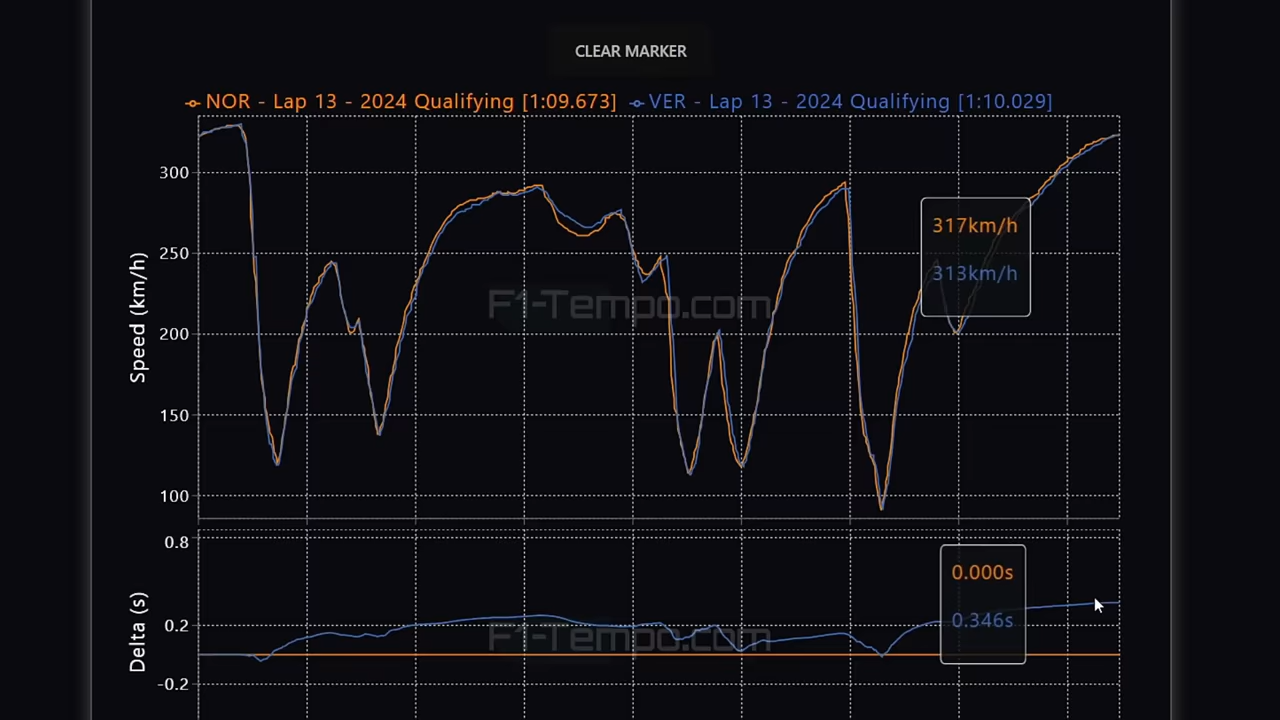 CLEAR MARKER
NOR - Lap 13 - 2024 Qualifying [1:09.673] VER - Lap 13 - 2024 Qualifying [1:10.029]
Speed (km/h)
300
250
200
150
100
317km/h
313km/h
F1-Tempo.com
Delta (s)
0.8
0.2
-0.2
0.000s
0.346s
F1-Tempo.com